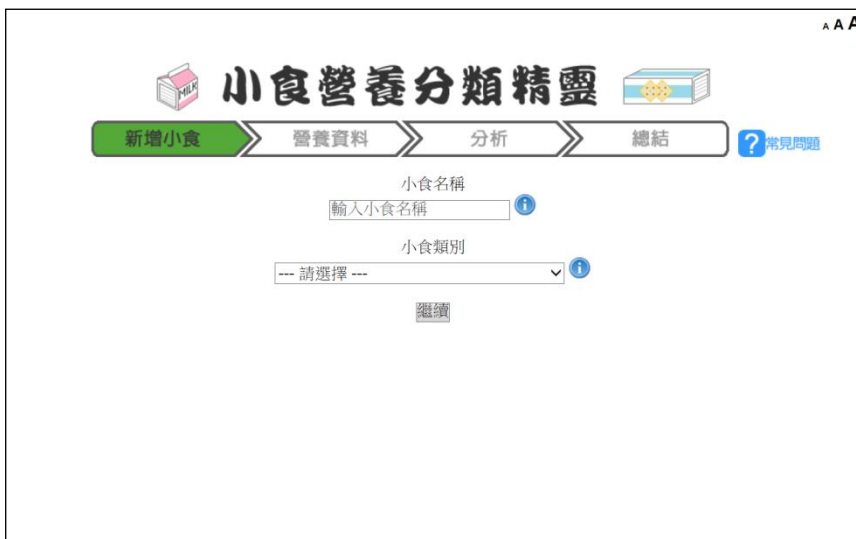 A A A
MILK
小食營養分類精靈
新增小食
營養資料
分析
總結
?常見問題
小食名稱
輸入小食名稱
i
小食類別
--- 請選擇 ---
i
繼續